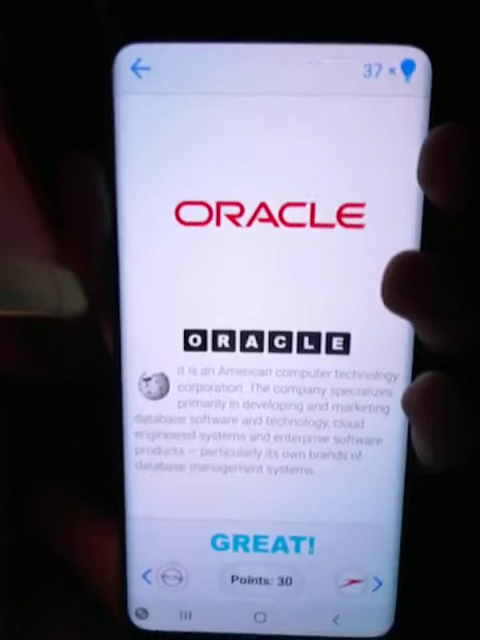 37 ×
ORACLE
ORACLE
It is an American computer technology
corporation. The company specializes
primarily in developing and marketing
database software and technology, cloud
engineered systems and enterprise software
products — particularly its own brands of
database management systems.
GREAT!
Points: 30